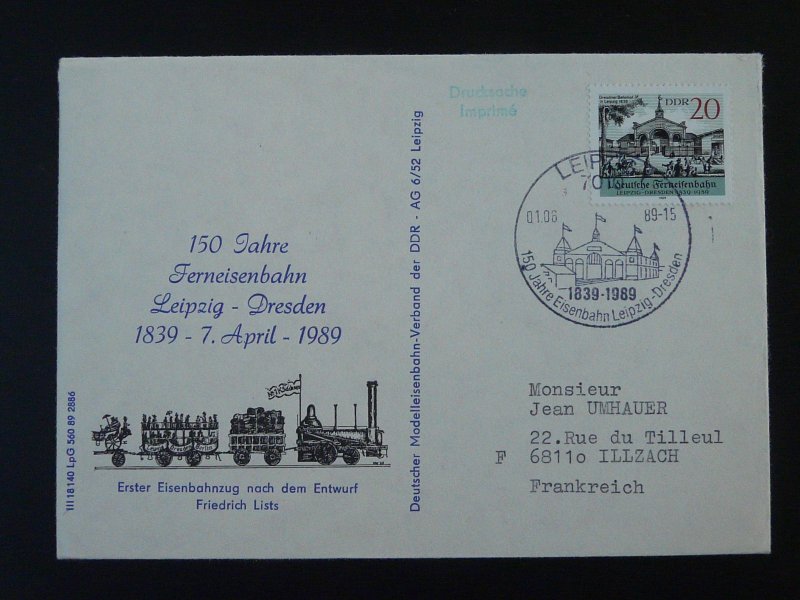 150 Jahre
Ferneisenbahn
Leipzig - Dresden
1839 - 7. April - 1989
Erster Eisenbahnzug nach dem Entwurf
Friedrich Lists
III 18 140 LpG 560 89 2886
Deutscher Modelleisenbahn-Verband der DDR - AG 6/52 Leipzig
Drucksache
Imprimé
DDR 20
1. Deutsche Ferneisenbahn
LEIPZIG-DRESDEN 1839-1989
LEIPZIG
01.06
89-15
1839-1989
150 Jahre Eisenbahn Leipzig-Dresden
Monsieur
Jean UMHAUER
22.Rue du Tilleul
F 6811o ILLZACH
Frankreich